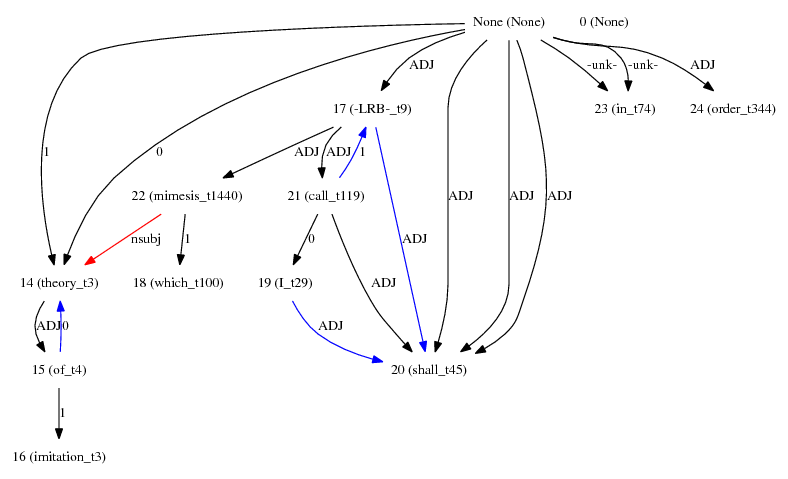 None (None) 0 (None)
ADJ -unk- -unk- ADJ
17 (-LRB-_t9) 23 (in_t74) 24 (order_t344)
1 0 ADJ ADJ 1
22 (mimesis_t1440) 21 (call_t119) ADJ ADJ ADJ
nsubj 1 0 ADJ
14 (theory_t3) 18 (which_t100) 19 (I_t29) ADJ
ADJ 0 ADJ
15 (of_t4) 20 (shall_t45)
1
16 (imitation_t3)